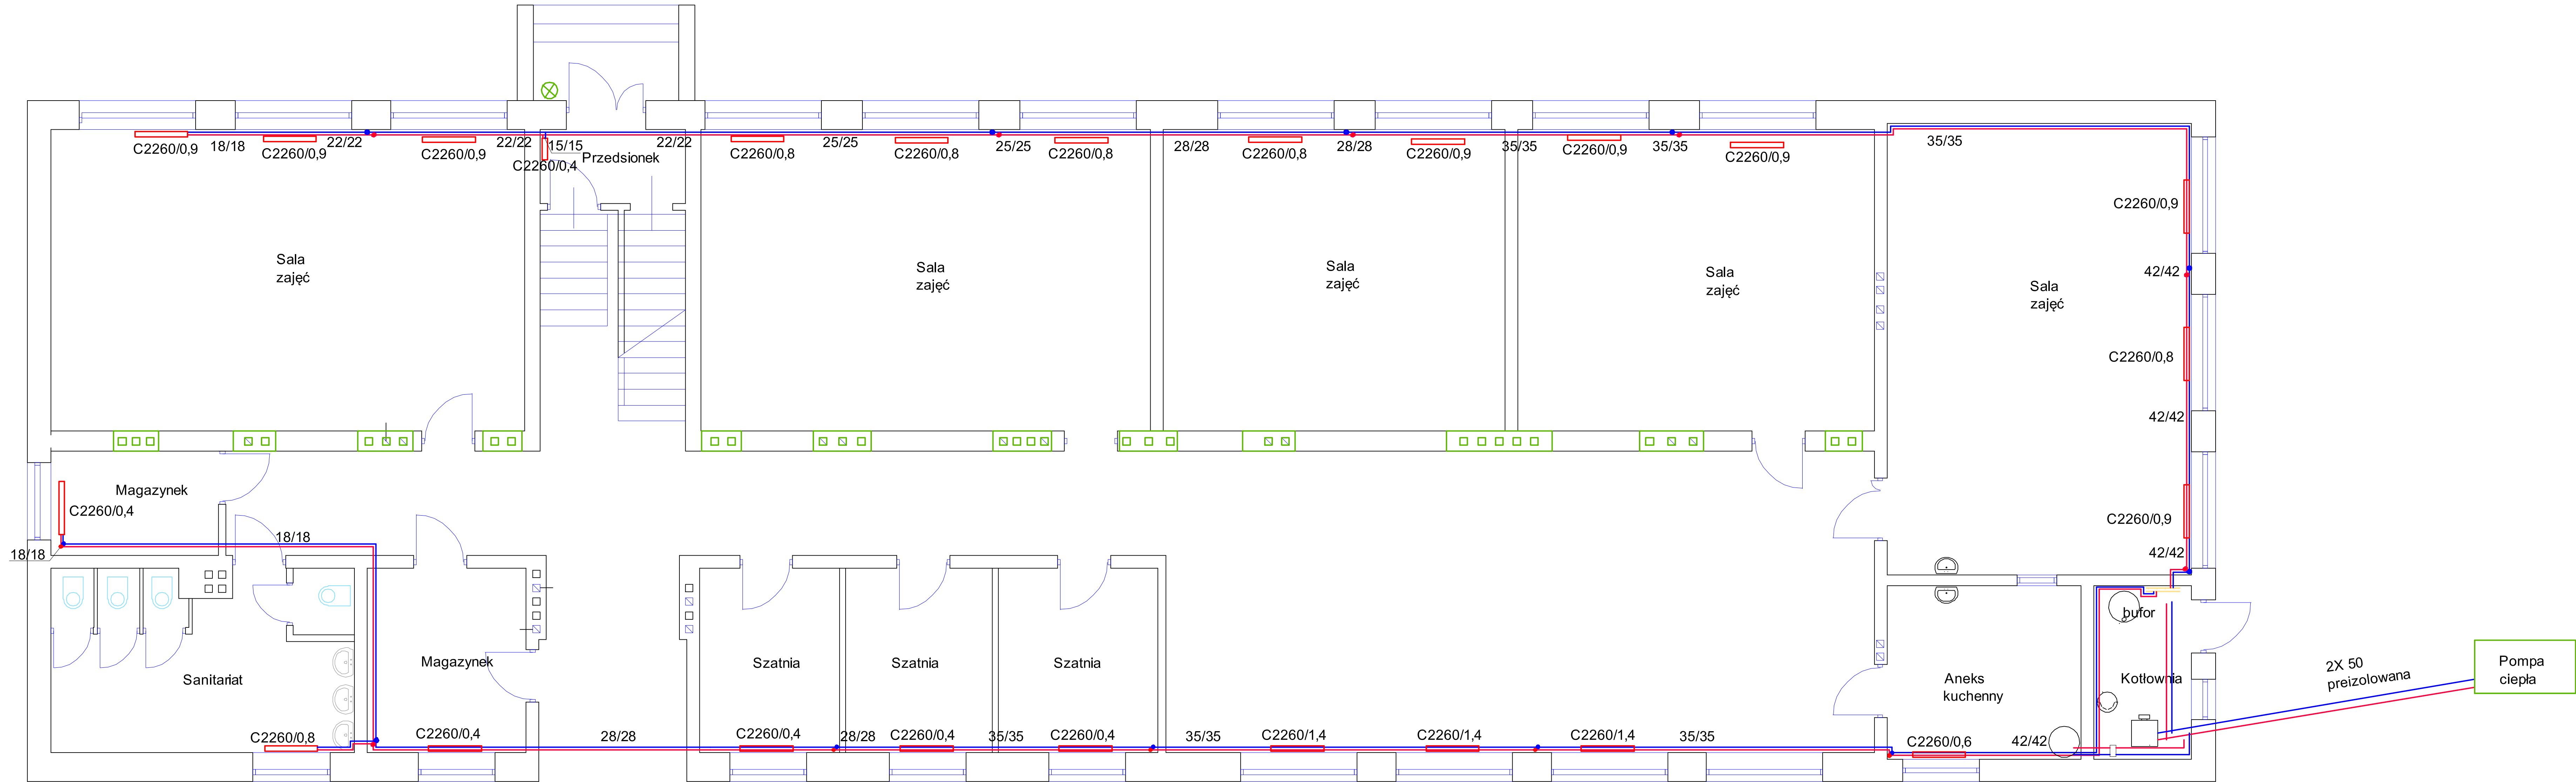 C2260/0,9
18/18
C2260/0,9
22/22
C2260/0,9
22/22
15/15
C2260/0,4
Przedsionek
22/22
C2260/0,8
25/25
C2260/0,8
25/25
C2260/0,8
28/28
C2260/0,8
28/28
C2260/0,9
35/35
C2260/0,9
35/35
C2260/0,9
35/35
C2260/0,9
Sala
zajęć
Sala
zajęć
Sala
zajęć
Sala
zajęć
Sala
zajęć
42/42
C2260/0,8
42/42
Magazynek
C2260/0,4
C2260/0,9
18/18
18/18
42/42
bufor
Sanitariat
Magazynek
Szatnia
Szatnia
Szatnia
Aneks
kuchenny
Kotłownia
2X 50
preizolowana
Pompa
ciepła
C2260/0,8
C2260/0,4
28/28
C2260/0,4
28/28
C2260/0,4
35/35
C2260/0,4
35/35
C2260/1,4
C2260/1,4
C2260/1,4
35/35
C2260/0,6
42/42